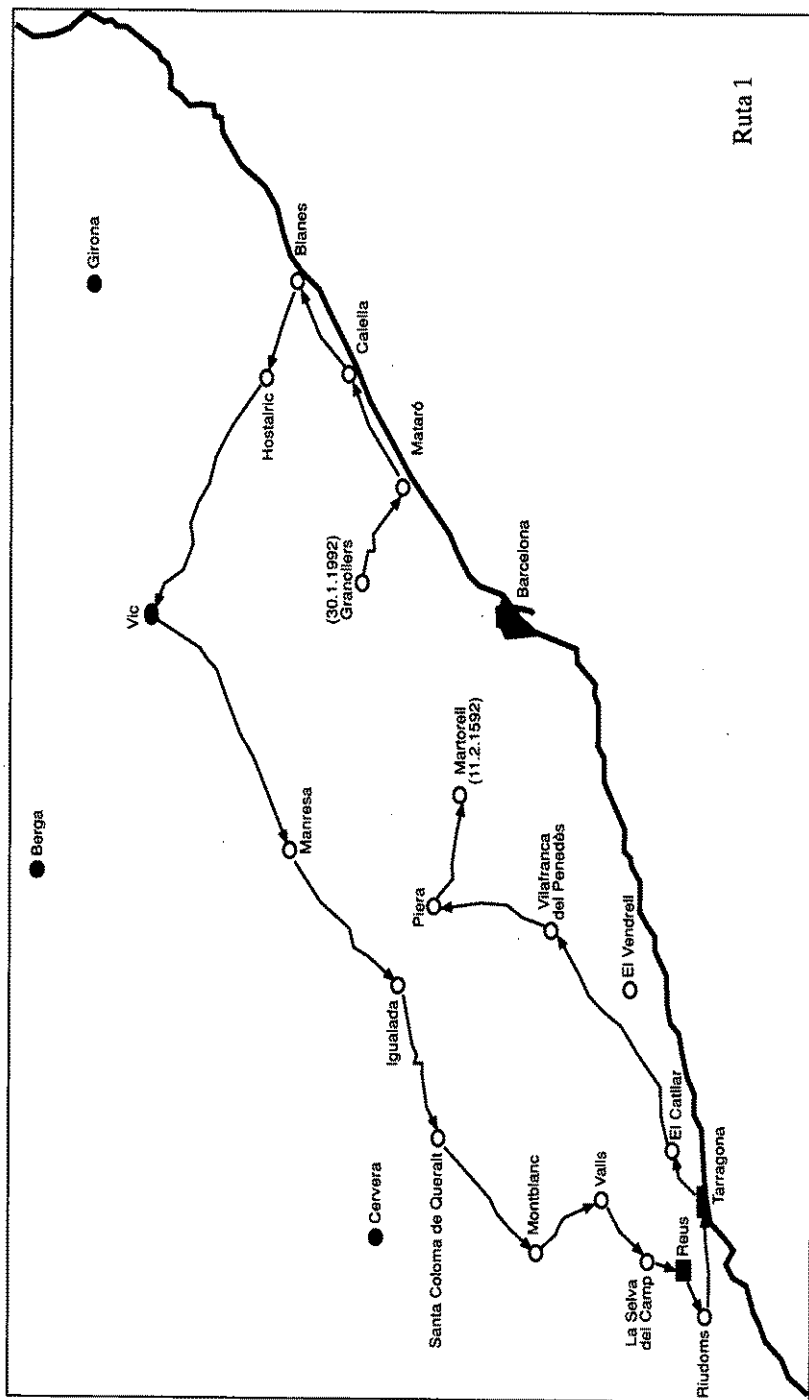 Ruta 1
Girona
Blanes
Calella
Hostalric
Mataró
(30.1.1992)
Granollers
Vic
Barcelona
Berga
Manresa
Martorell
(11.2.1592)
Piera
Vilafranca
del Penedès
El Vendrell
Igualada
Santa Coloma de Queralt
Cervera
Montblanc
Valls
El Catllar
Tarragona
Reus
La Selva
del Camp
Riudoms